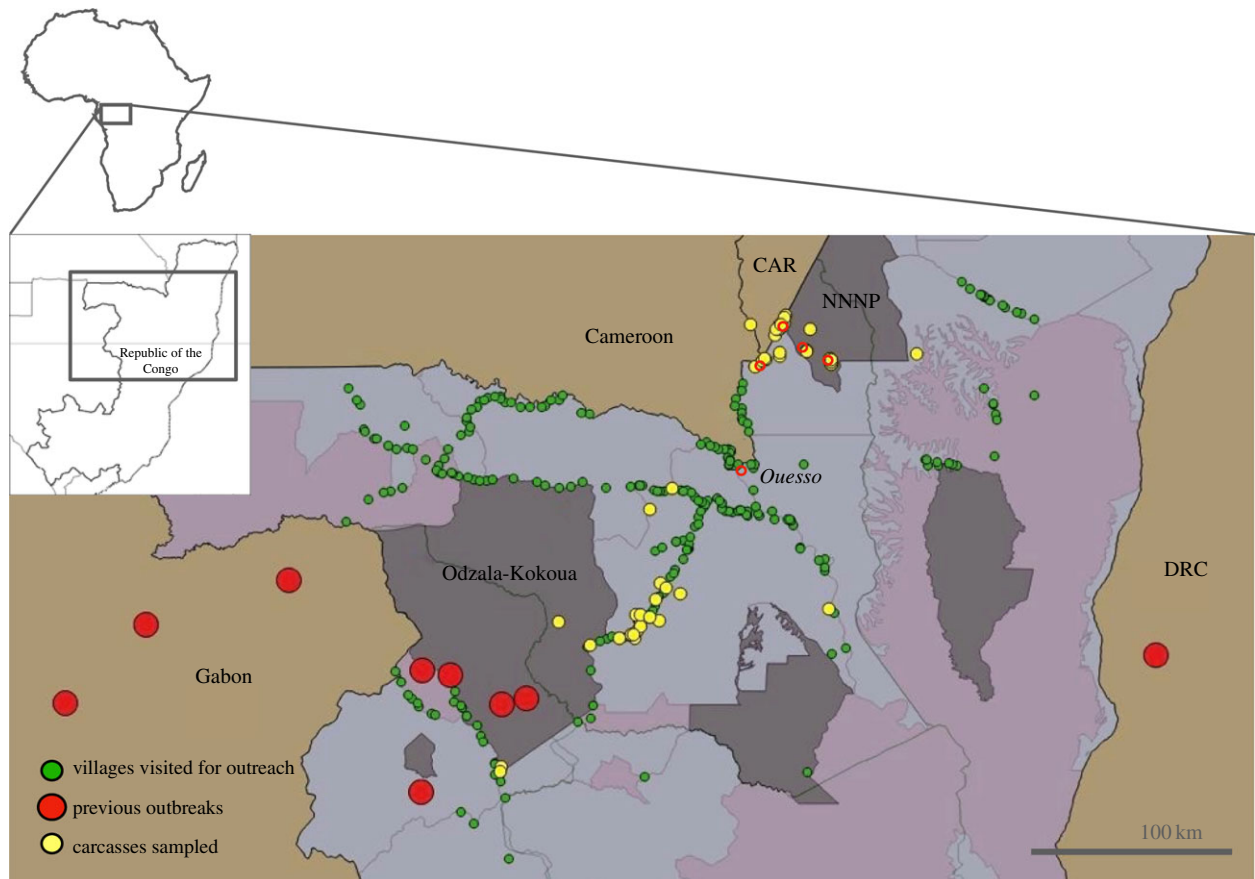 CAR
NNNP
Cameroon
Republic of the
Congo
Ouesso
Odzala-Kokoua
DRC
Gabon
villages visited for outreach
previous outbreaks
carcasses sampled
100 km